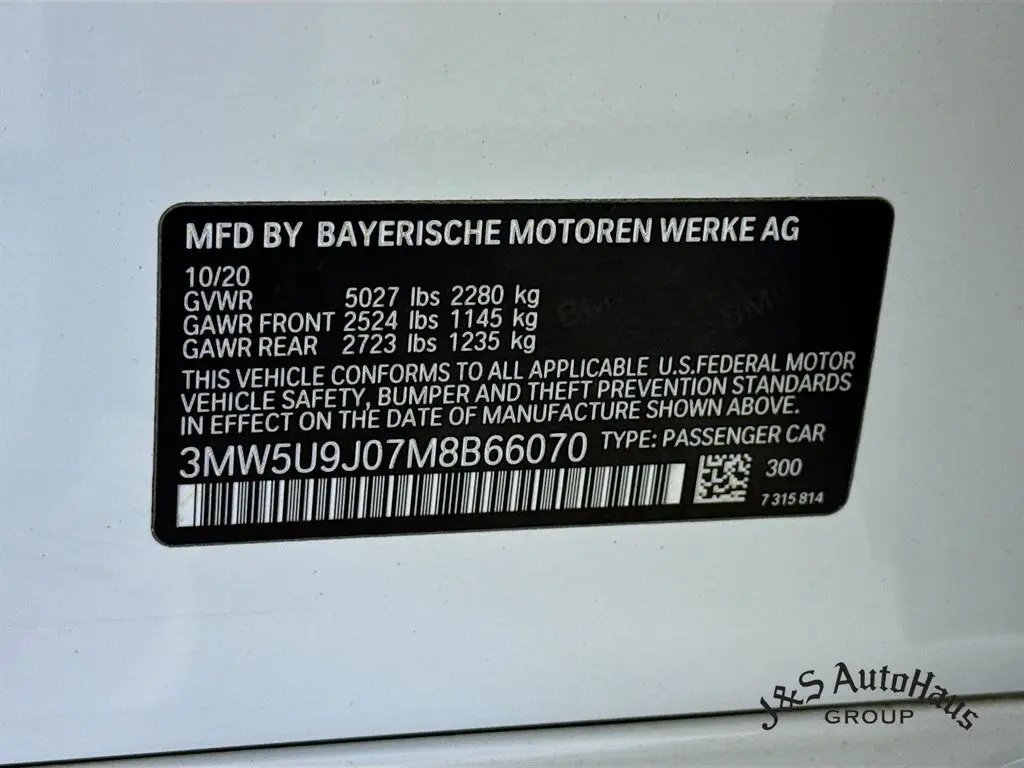 MFD BY BAYERISCHE MOTOREN WERKE AG
10/20
GVWR 5027 lbs 2280 kg
GAWR FRONT 2524 lbs 1145 kg
GAWR REAR 2723 lbs 1235 kg
THIS VEHICLE CONFORMS TO ALL APPLICABLE U.S.FEDERAL MOTOR
VEHICLE SAFETY, BUMPER AND THEFT PREVENTION STANDARDS
IN EFFECT ON THE DATE OF MANUFACTURE SHOWN ABOVE.
3MW5U9J07M8B66070 TYPE: PASSENGER CAR
300
7 315 814
J&S AutoHaus
GROUP